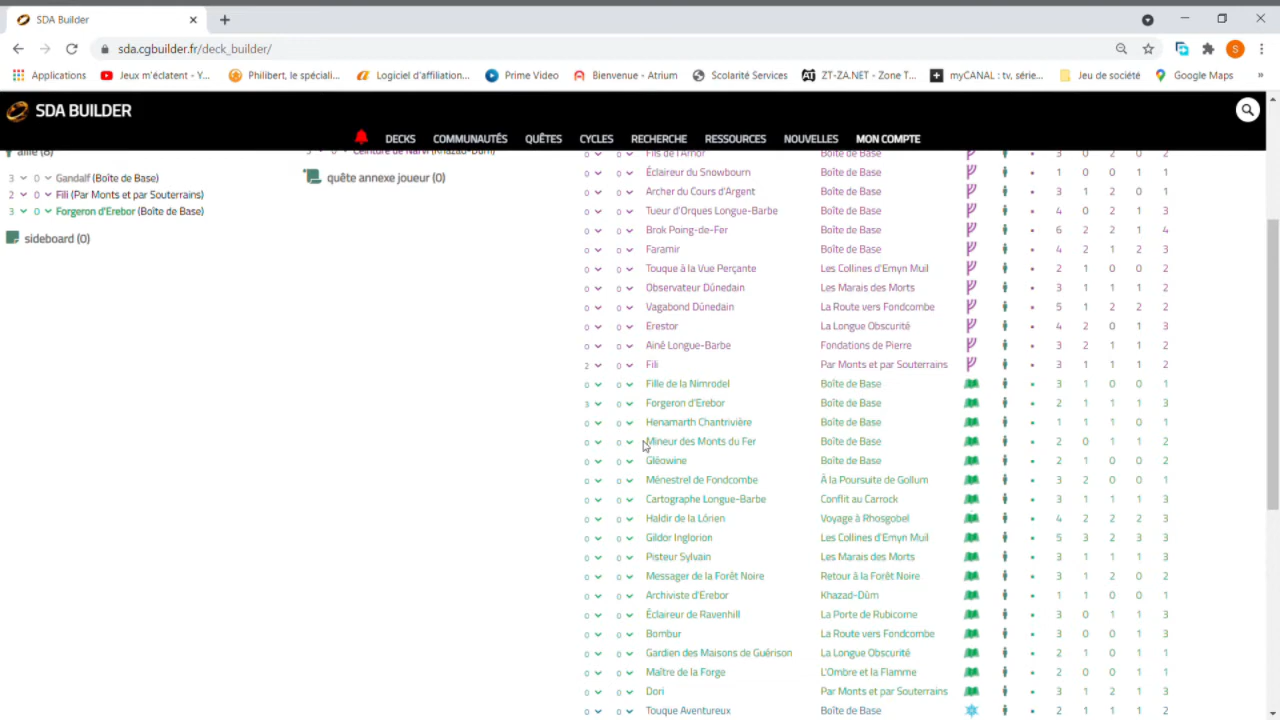 SDA Builder
sda.cgbuilder.fr/deck_builder/
S
Applications
Jeux m'éclatent - Y...
Philibert, le spéciali...
Logiciel d'affiliation...
Prime Video
Bienvenue - Atrium
Scolarité Services
ZT-ZA.NET - Zone T...
myCANAL : tv, série...
Jeu de société
Google Maps
»
SDA BUILDER
DECKS COMMUNAUTÉS QUÊTES CYCLES RECHERCHE RESSOURCES NOUVELLES MON COMPTE
allié (8)
3 0 Gandalf (Boîte de Base)
2 0 Fili (Par Monts et par Souterrains)
3 0 Forgeron d'Erebor (Boîte de Base)
sideboard (0)
Ceinture de Narvi (Khazad-Dûm)
quête annexe joueur (0)
0 0 Fils de l'Arnor Boîte de Base 3 0 2 0 2
0 0 Éclaireur du Snowbourn Boîte de Base 1 0 0 1 1
0 0 Archer du Cours d'Argent Boîte de Base 3 1 2 0 1
0 0 Tueur d'Orques Longue-Barbe Boîte de Base 4 0 2 1 3
0 0 Brok Poing-de-Fer Boîte de Base 6 2 2 1 4
0 0 Faramir Boîte de Base 4 2 1 2 3
0 0 Touque à la Vue Perçante Les Collines d'Emyn Muil 2 1 0 0 2
0 0 Observateur Dúnedain Les Marais des Morts 3 1 1 1 2
0 0 Vagabond Dúnedain La Route vers Fondcombe 5 1 2 2 2
0 0 Erestor La Longue Obscurité 4 2 0 1 3
0 0 Ainé Longue-Barbe Fondations de Pierre 3 2 1 1 2
2 0 Fili Par Monts et par Souterrains 3 1 1 1 2
0 0 Fille de la Nimrodel Boîte de Base 3 1 0 0 1
3 0 Forgeron d'Erebor Boîte de Base 2 1 1 1 3
0 0 Henamarth Chantrivière Boîte de Base 1 1 1 0 1
0 0 Mineur des Monts du Fer Boîte de Base 2 0 1 1 2
0 0 Gléowine Boîte de Base 2 1 0 0 2
0 0 Ménestrel de Fondcombe À la Poursuite de Gollum 3 2 0 0 1
0 0 Cartographe Longue-Barbe Conflit au Carrock 3 1 1 1 3
0 0 Haldir de la Lórien Voyage à Rhosgobel 4 2 2 2 3
0 0 Gildor Inglorion Les Collines d'Emyn Muil 5 3 2 3 3
0 0 Pisteur Sylvain Les Marais des Morts 3 1 1 1 3
0 0 Messager de la Forêt Noire Retour à la Forêt Noire 3 1 2 0 2
0 0 Archiviste d'Erebor Khazad-Dûm 1 1 0 0 1
0 0 Éclaireur de Ravenhill La Porte de Rubicorne 3 0 1 1 3
0 0 Bombur La Route vers Fondcombe 3 0 0 1 3
0 0 Gardien des Maisons de Guérison La Longue Obscurité 2 1 0 1 1
0 0 Maître de la Forge L'Ombre et la Flamme 2 0 0 1 1
0 0 Dori Par Monts et par Souterrains 3 1 2 1 3
0 0 Touque Aventureux Boîte de Base 2 1 1 1 2